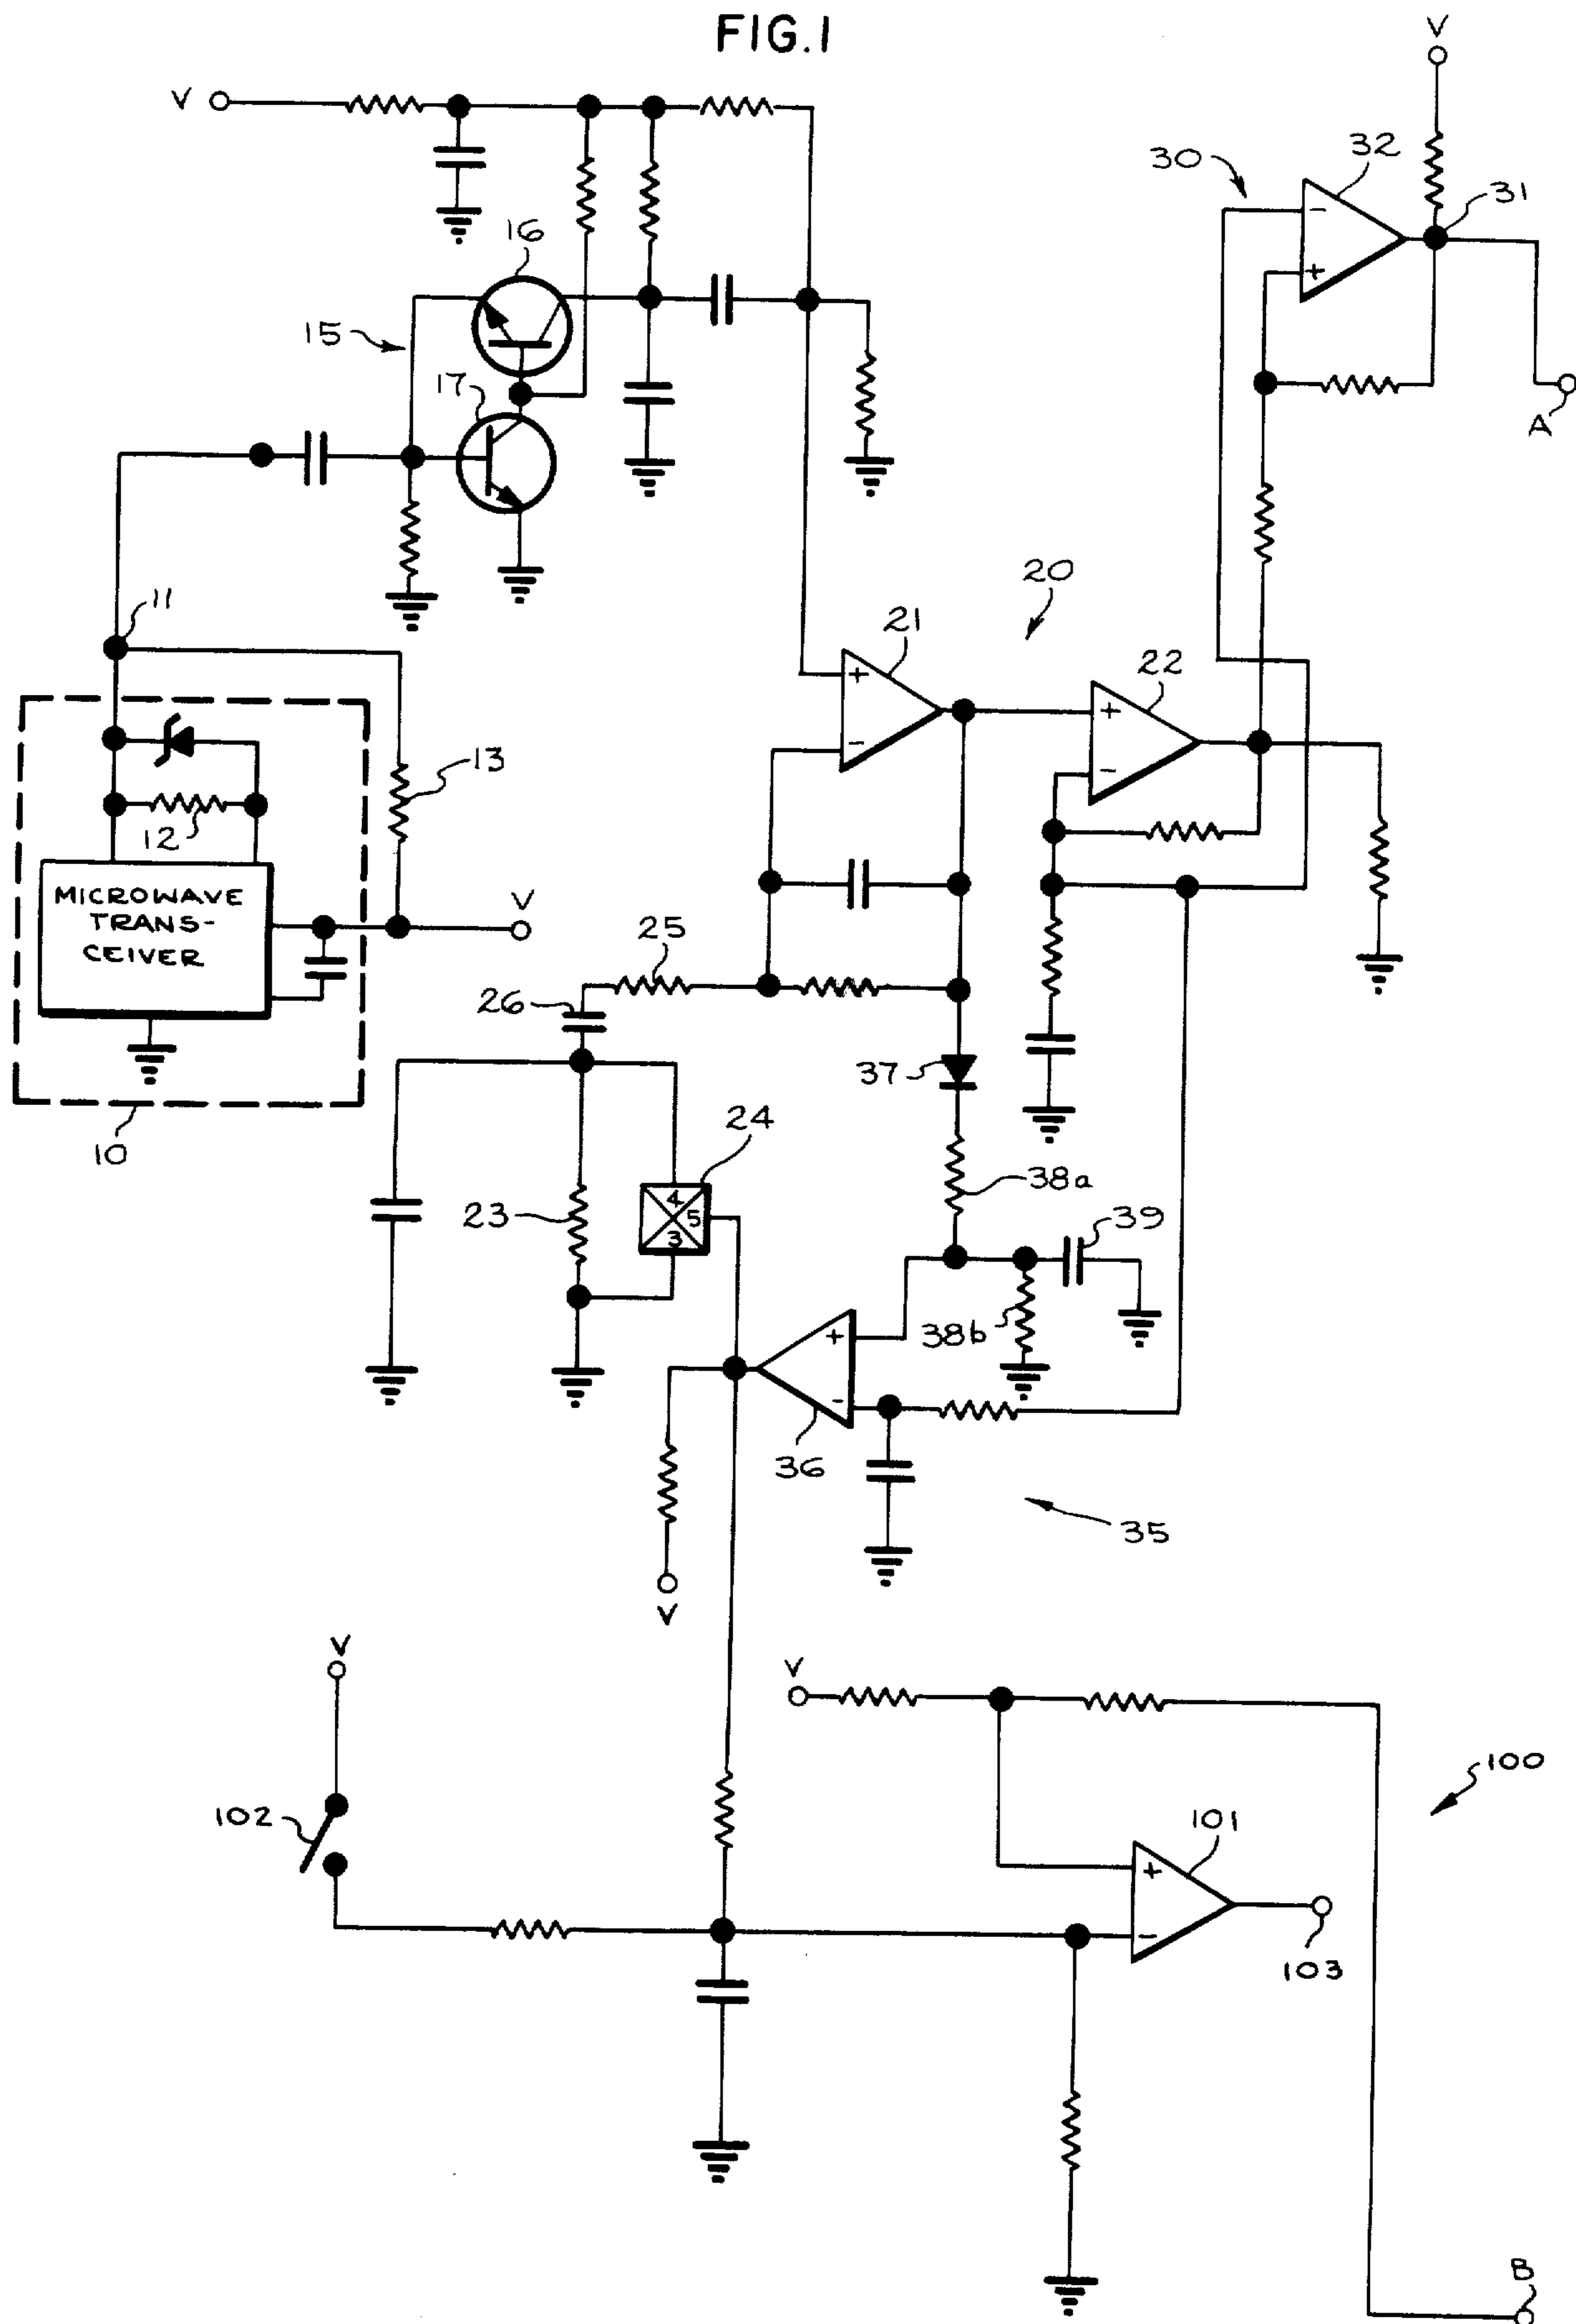 FIG.1
V
V
30
32
31
16
15
17
A
-
+
11
20
21
22
+
-
+
-
13
12
MICROWAVE
TRANS-
CEIVER
V
25
26
37
10
24
4
5
3
23
38a
39
38b
+
-
36
35
V
V
V
100
102
101
+
-
103
B